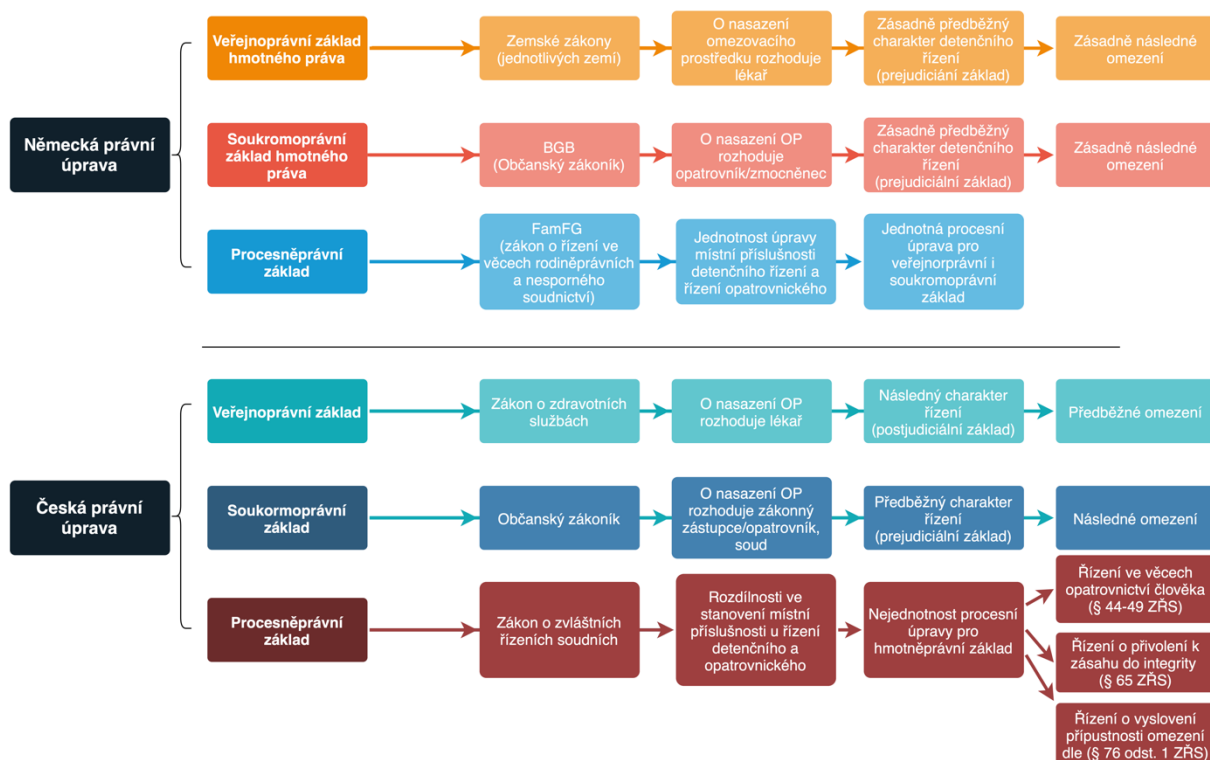 Veřejnoprávní základ
hmotného práva
Zemské zákony
(jednotlivých zemí)
O nasazení
omezovacího
prostředku rozhoduje
lékař
Zásadně předběžný
charakter detenčního
řízení
(prejudiciání základ)
Zásadně následné
omezení
Německá právní
úprava
Soukromoprávní
základ hmotného
práva
BGB
(Občanský zákoník)
O nasazení OP
rozhoduje
opatrovník/zmocněnec
Zásadně předběžný
charakter detenčního
řízení
(prejudiciální základ)
Zásadně následné
omezení
Procesněprávní
základ
FamFG
(zákon o řízení ve
věcech rodiněprávních
a nesporného
soudnictví)
Jednotnost úpravy
místní příslušnosti
detenčního řízení a
řízení opatrovnického
Jednotná procesní
úprava pro
veřejnorprávní i
soukromoprávní
základ
Veřejnoprávní základ
Zákon o zdravotních
službách
O nasazení OP
rozhoduje lékař
Následný charakter
řízení
(postjudiciální základ)
Předběžné omezení
Česká právní
úprava
Soukormoprávní
základ
Občanský zákoník
O nasazení OP
rozhoduje zákonný
zástupce/opatrovník,
soud
Předběžný charakter
řízení
(prejudiciální základ)
Následné omezení
Procesněprávní
základ
Zákon o zvláštních
řízeních soudních
Rozdílnosti ve
stanovení místní
příslušnosti u řízení
detenčního a
opatrovnického
Nejednotnost procesní
úpravy pro
hmotněprávní základ
Řízení ve věcech
opatrovnictví člověka
(§ 44-49 ZŘS)
Řízení o přivolení k
zásahu do integrity
(§ 65 ZŘS)
Řízení o vyslovení
přípustnosti omezení
dle (§ 76 odst. 1 ZŘS)